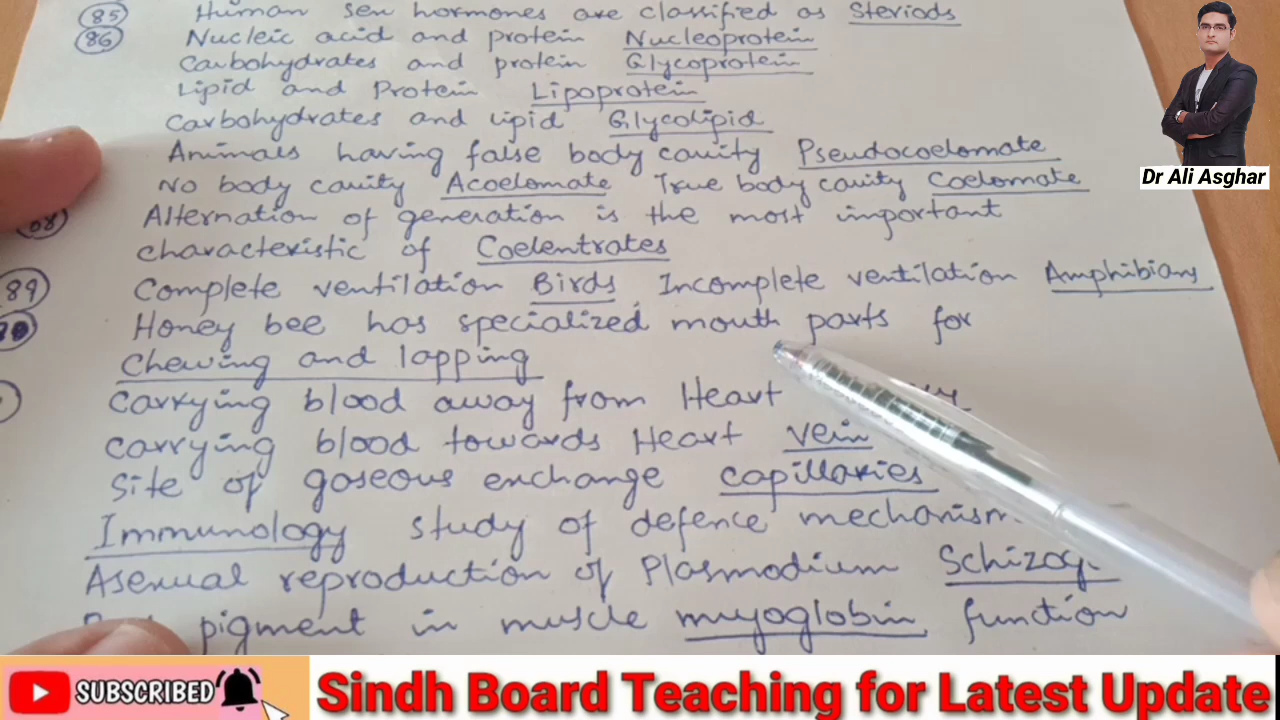 85 Human sex hormones are classified as Steriods
86 Nucleic acid and protein Nucleoprotein
Carbohydrates and protein Glycoprotein
Lipid and Protein Lipoprotein
Carbohydrates and lipid Glycolipid
Animals having false body cavity Pseudocoelomate
No body cavity Acoelomate True body cavity Coelomate
88 Alternation of generation is the most important
characteristic of Coelentrates
89 Complete ventilation Birds Incomplete ventilation Amphibians
Honey bee has specialized mouth parts for
Chewing and lapping
Carrying blood away from Heart
Carrying blood towards Heart vein
Site of gaseous exchange capillaries
Immunology study of defence mechanism
Asexual reproduction of Plasmodium Schizog
pigment in muscle myoglobin function
Dr Ali Asghar
SUBSCRIBED
Sindh Board Teaching for Latest Update